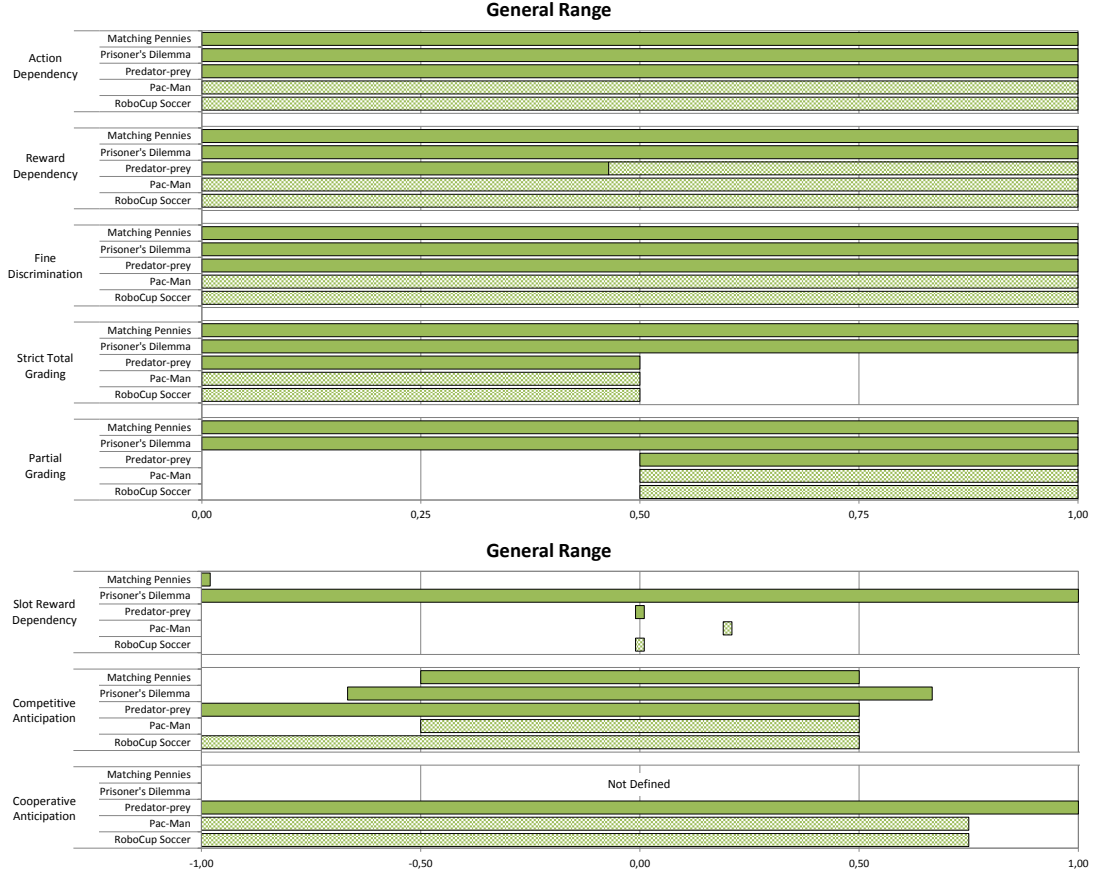 General Range
Action
Dependency
Matching Pennies
Prisoner's Dilemma
Predator-prey
Pac-Man
RoboCup Soccer
Reward
Dependency
Matching Pennies
Prisoner's Dilemma
Predator-prey
Pac-Man
RoboCup Soccer
Fine
Discrimination
Matching Pennies
Prisoner's Dilemma
Predator-prey
Pac-Man
RoboCup Soccer
Strict Total
Grading
Matching Pennies
Prisoner's Dilemma
Predator-prey
Pac-Man
RoboCup Soccer
Partial
Grading
Matching Pennies
Prisoner's Dilemma
Predator-prey
Pac-Man
RoboCup Soccer
0,00 0,25 0,50 0,75 1,00
General Range
Slot Reward
Dependency
Matching Pennies
Prisoner's Dilemma
Predator-prey
Pac-Man
RoboCup Soccer
Competitive
Anticipation
Matching Pennies
Prisoner's Dilemma
Predator-prey
Pac-Man
RoboCup Soccer
Cooperative
Anticipation
Matching Pennies
Prisoner's Dilemma
Predator-prey
Pac-Man
RoboCup Soccer
Not Defined
-1,00 -0,50 0,00 0,50 1,00